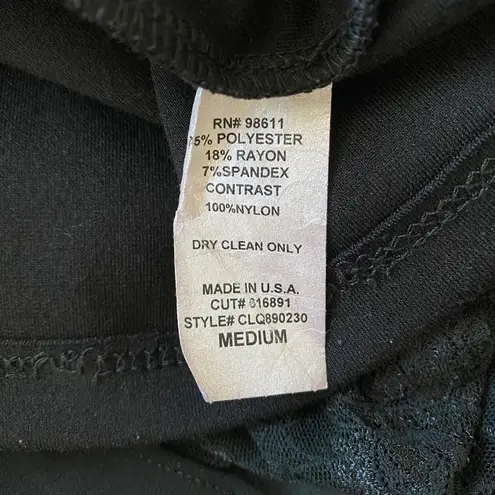 RN# 98611
75% POLYESTER
18% RAYON
7%SPANDEX
CONTRAST
100%NYLON
DRY CLEAN ONLY
MADE IN U.S.A.
CUT# 616891
STYLE# CLQ890230
MEDIUM